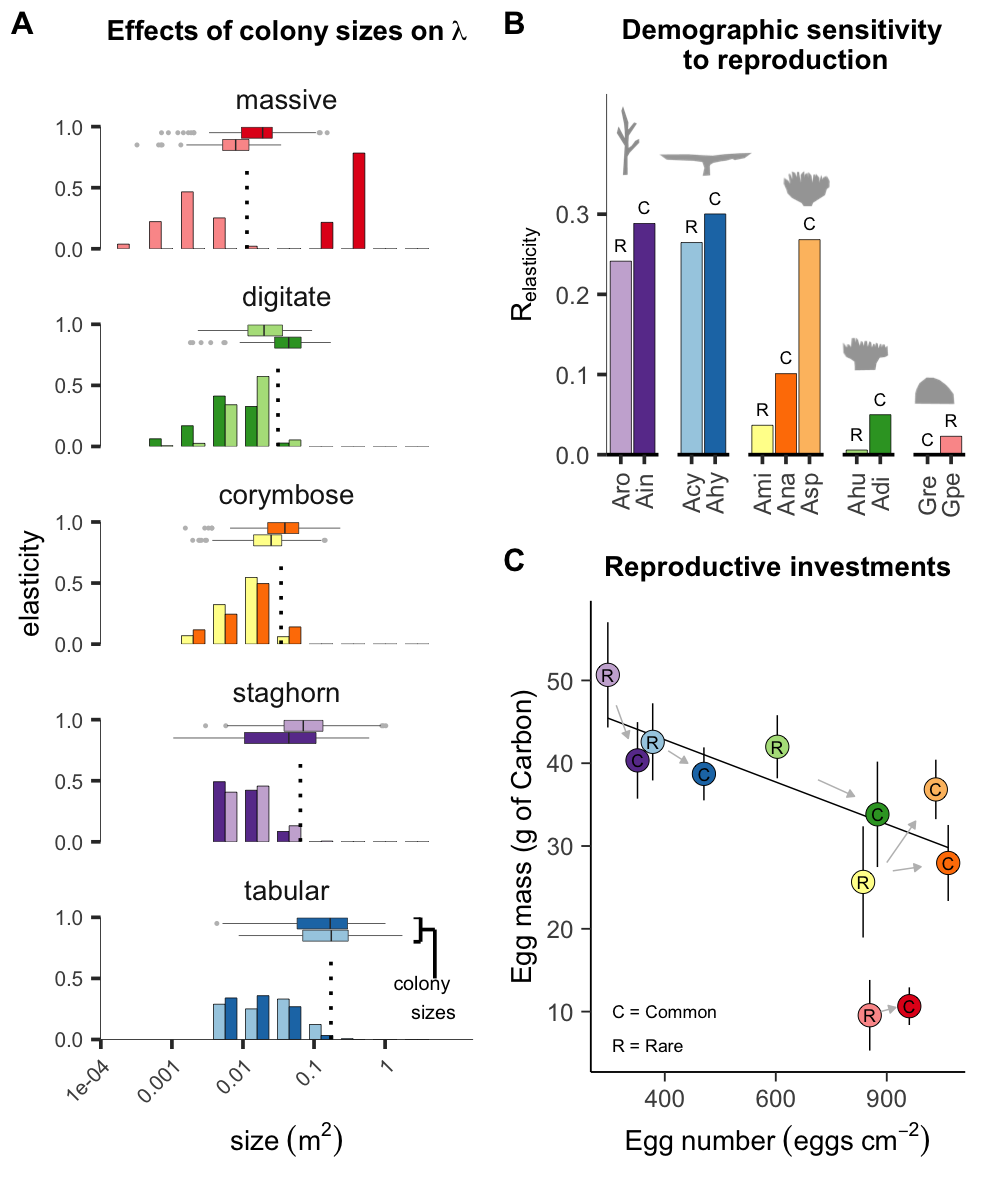 A
Effects of colony sizes on λ
massive
1.0
0.5
0.0
digitate
1.0
0.5
0.0
corymbose
1.0
0.5
0.0
staghorn
1.0
0.5
0.0
tabular
1.0
0.5
0.0
colony
sizes
elasticity
1e-04
0.001
0.01
0.1
1
size (m²)
B
Demographic sensitivity
to reproduction
R_elasticity
0.3
0.2
0.1
0.0
R
C
R
C
R
C
C
R
C
C
R
Aro
Ain
Acy
Ahy
Ami
Ana
Asp
Ahu
Adi
Gre
Gpe
C
Reproductive investments
Egg mass (g of Carbon)
50
40
30
20
10
R
C
R
C
R
C
C
R
C
R
C
C = Common
R = Rare
400
600
900
Egg number (eggs cm⁻²)